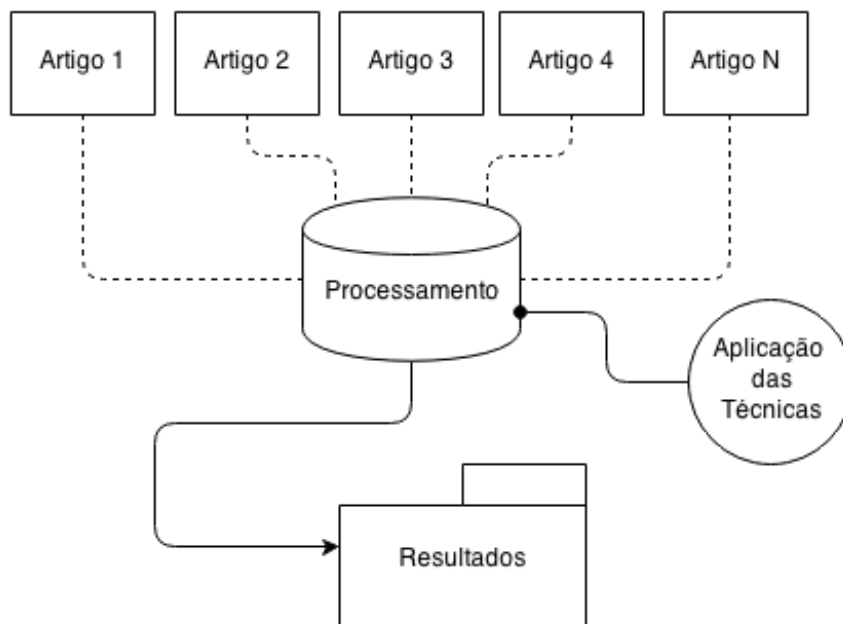 Artigo 1
Artigo 2
Artigo 3
Artigo 4
Artigo N
Processamento
Aplicação
das
Técnicas
Resultados